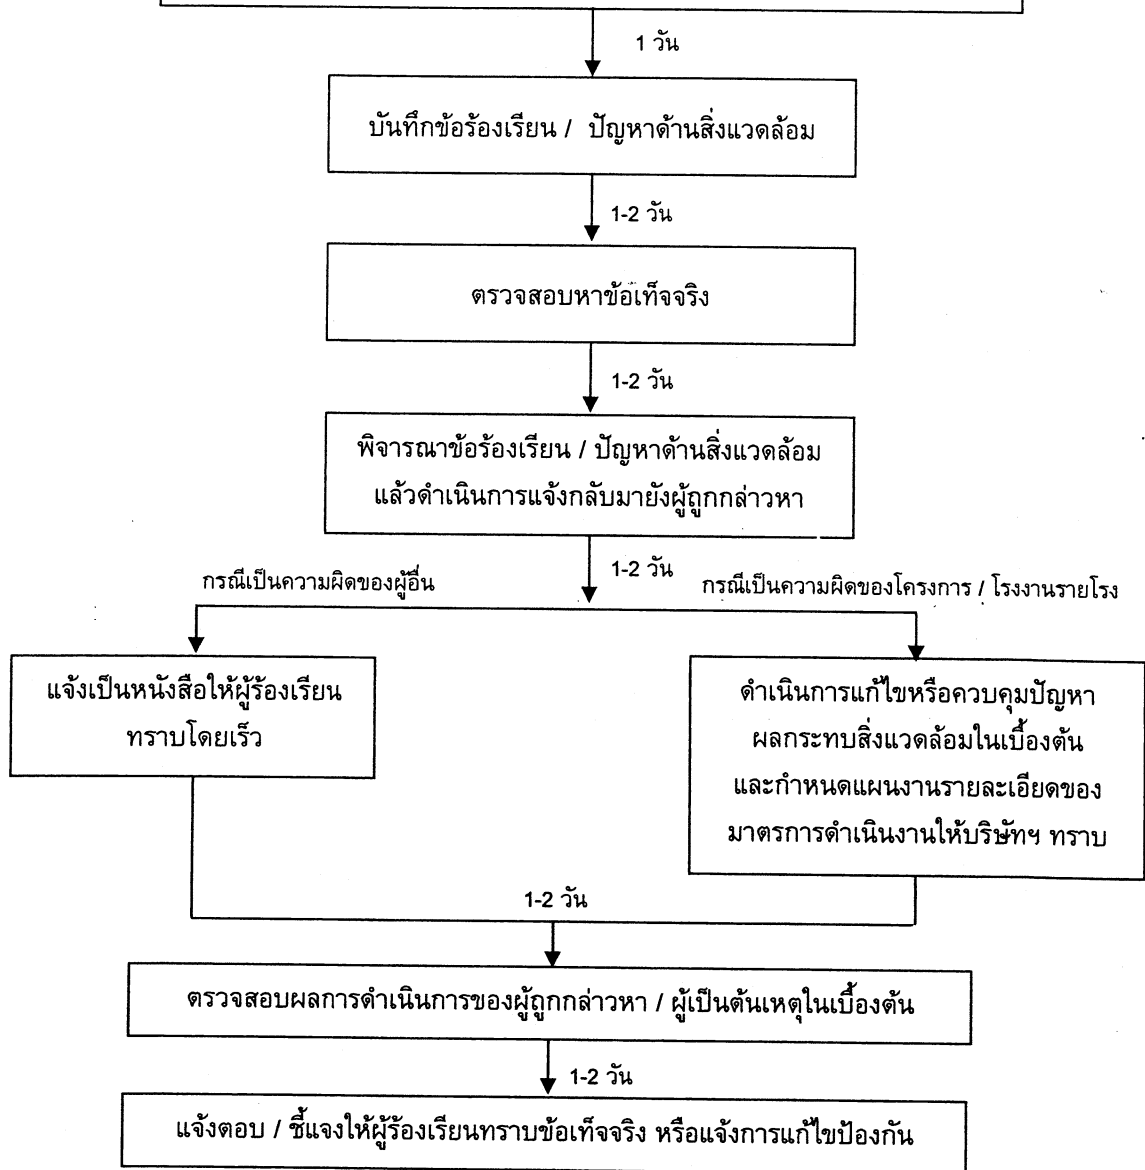 1 วัน
บันทึกข้อร้องเรียน / ปัญหาด้านสิ่งแวดล้อม
1-2 วัน
ตรวจสอบหาข้อเท็จจริง
1-2 วัน
พิจารณาข้อร้องเรียน / ปัญหาด้านสิ่งแวดล้อม
แล้วดำเนินการแจ้งกลับมายังผู้ถูกกล่าวหา
1-2 วัน
กรณีเป็นความผิดของผู้อื่น
กรณีเป็นความผิดของโครงการ / โรงงานรายโรง
แจ้งเป็นหนังสือให้ผู้ร้องเรียน
ทราบโดยเร็ว
ดำเนินการแก้ไขหรือควบคุมปัญหา
ผลกระทบสิ่งแวดล้อมในเบื้องต้น
และกำหนดแผนงานรายละเอียดของ
มาตรการดำเนินงานให้บริษัทฯ ทราบ
1-2 วัน
ตรวจสอบผลการดำเนินการของผู้ถูกกล่าวหา / ผู้เป็นต้นเหตุในเบื้องต้น
1-2 วัน
แจ้งตอบ / ชี้แจงให้ผู้ร้องเรียนทราบข้อเท็จจริง หรือแจ้งการแก้ไขป้องกัน